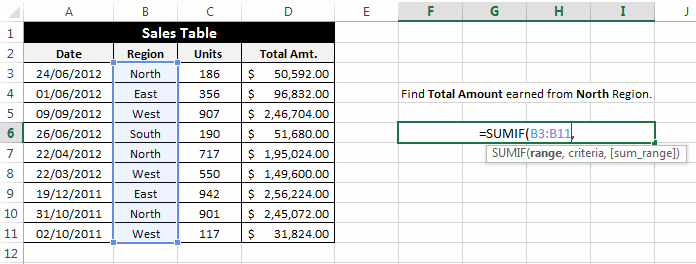 A B C D E F G H I J
1 Sales Table
2 Date Region Units Total Amt.
3 24/06/2012 North 186 $ 50,592.00
4 01/06/2012 East 356 $ 96,832.00 Find Total Amount earned from North Region.
5 09/09/2012 West 907 $ 2,46,704.00
6 26/06/2012 South 190 $ 51,680.00 =SUMIF(B3:B11,
7 22/04/2012 North 717 $ 1,95,024.00 SUMIF(range, criteria, [sum_range])
8 22/03/2012 West 550 $ 1,49,600.00
9 19/12/2011 East 942 $ 2,56,224.00
10 31/10/2011 North 901 $ 2,45,072.00
11 02/10/2011 West 117 $ 31,824.00
12